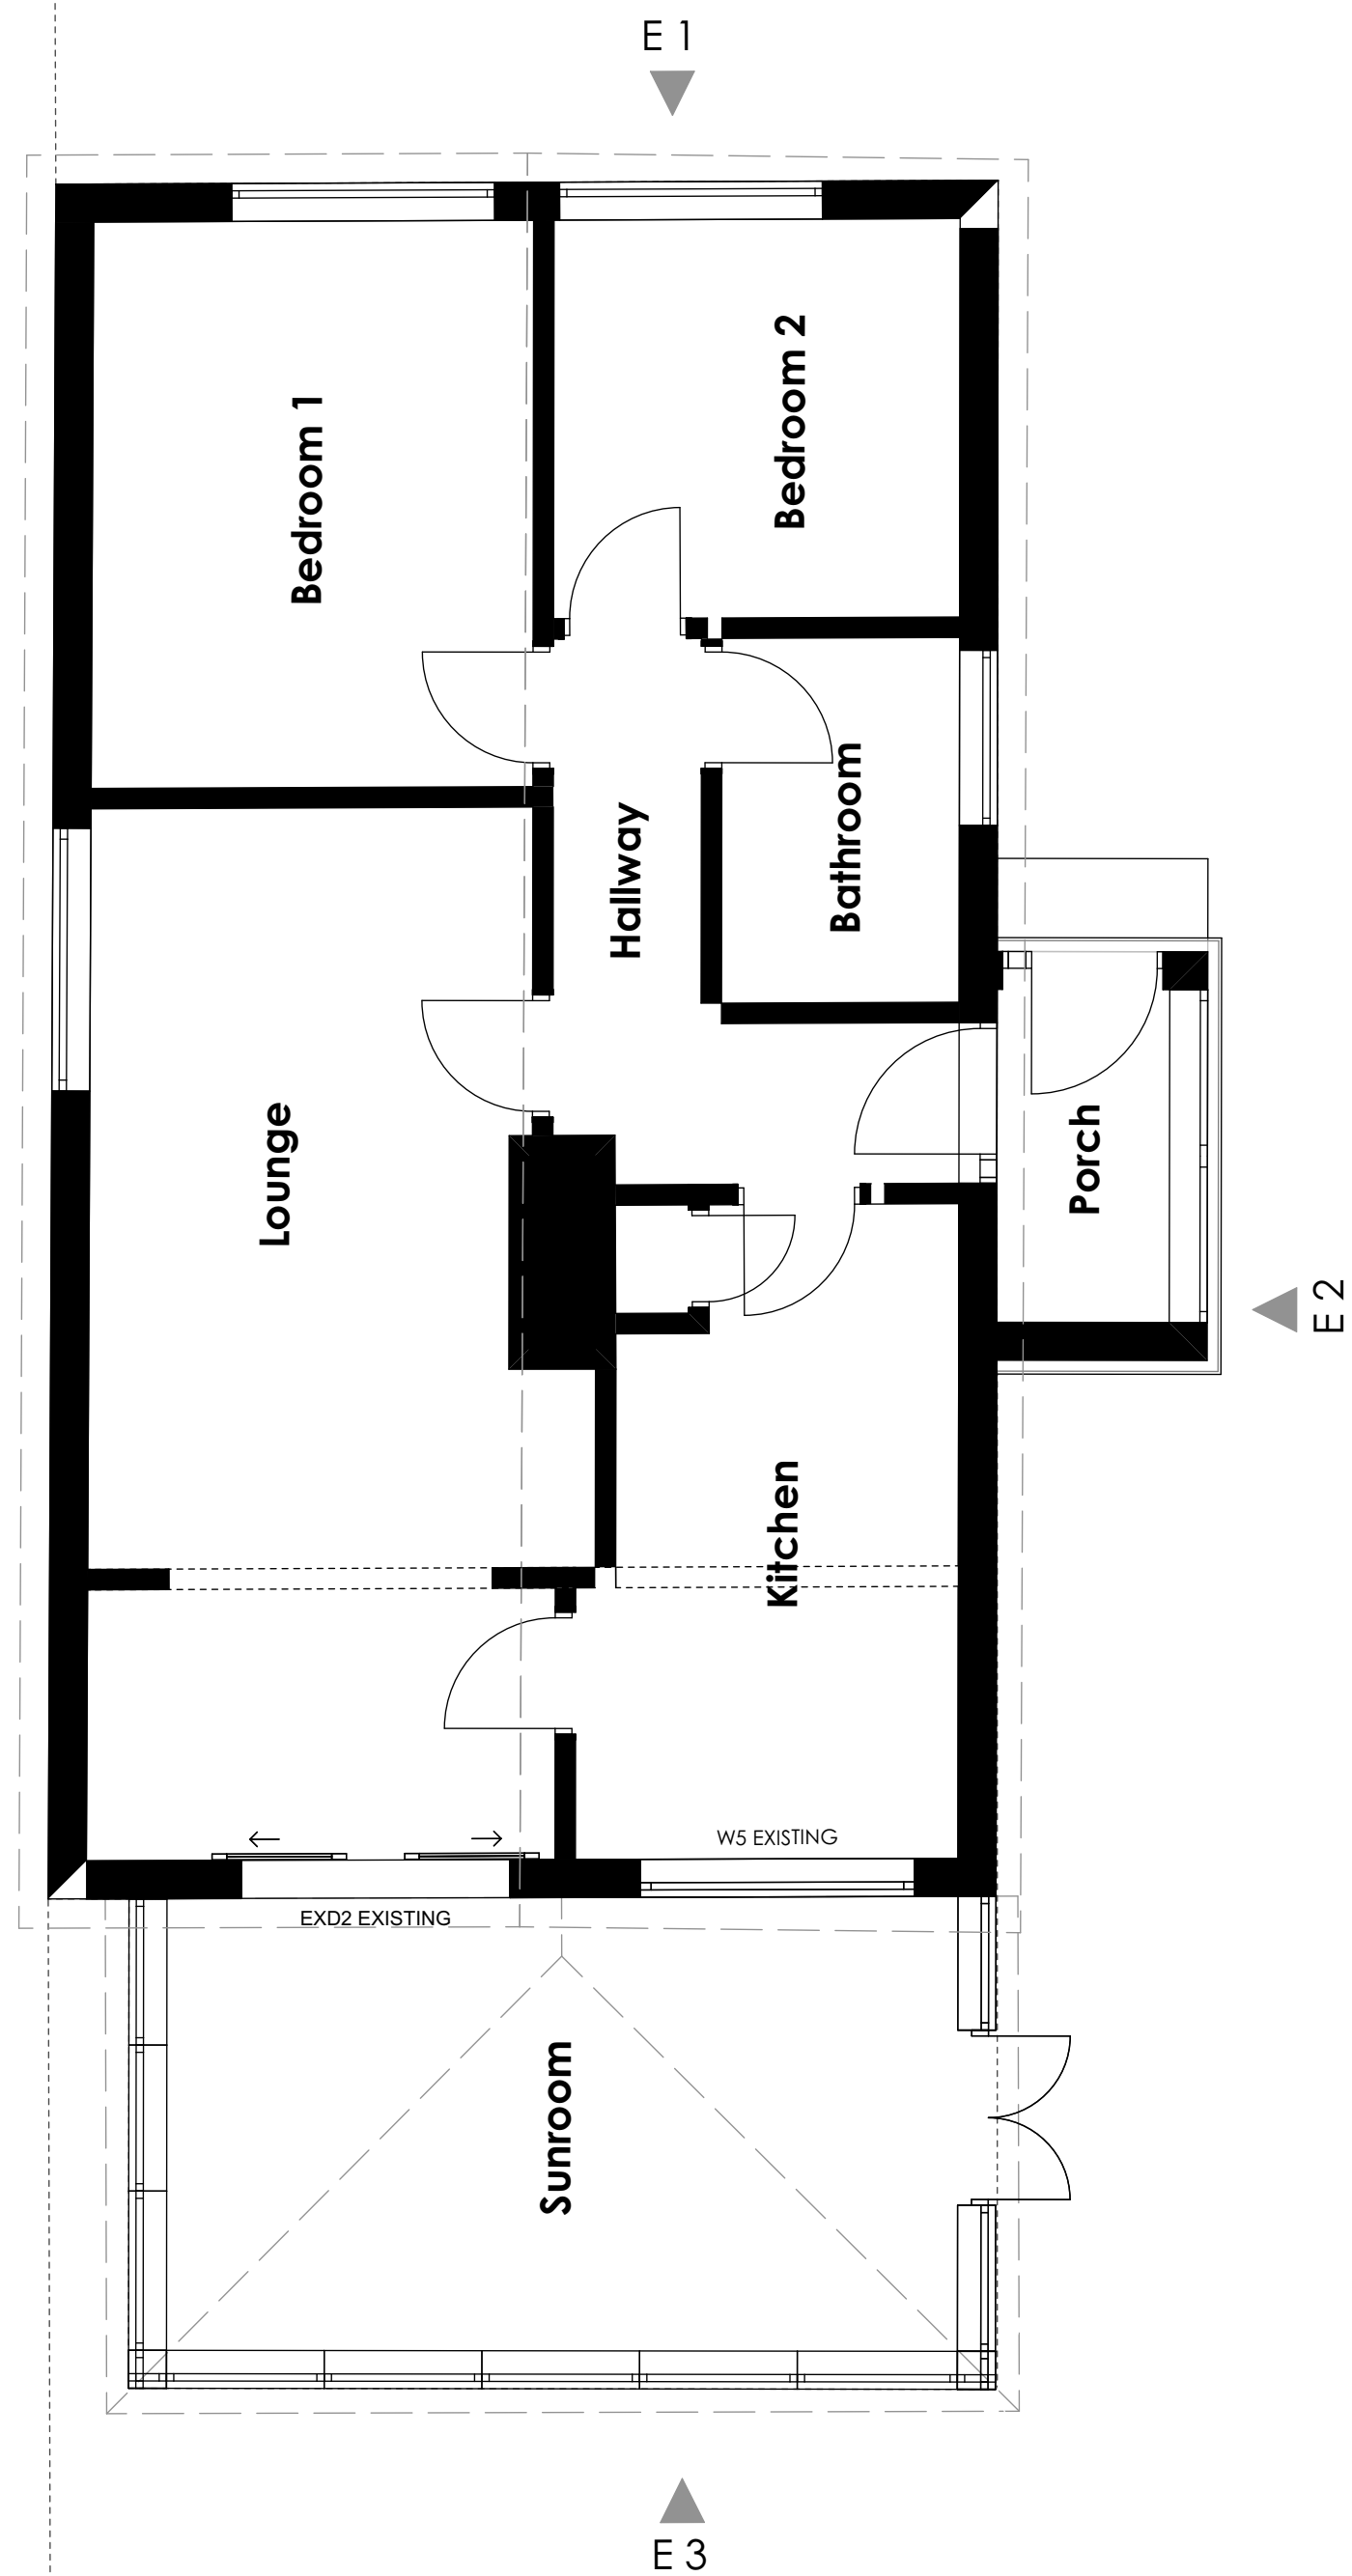 E 1
Bedroom 1
Bedroom 2
Hallway
Bathroom
Lounge
Porch
E 2
Kitchen
W5 EXISTING
EXD2 EXISTING
Sunroom
E 3